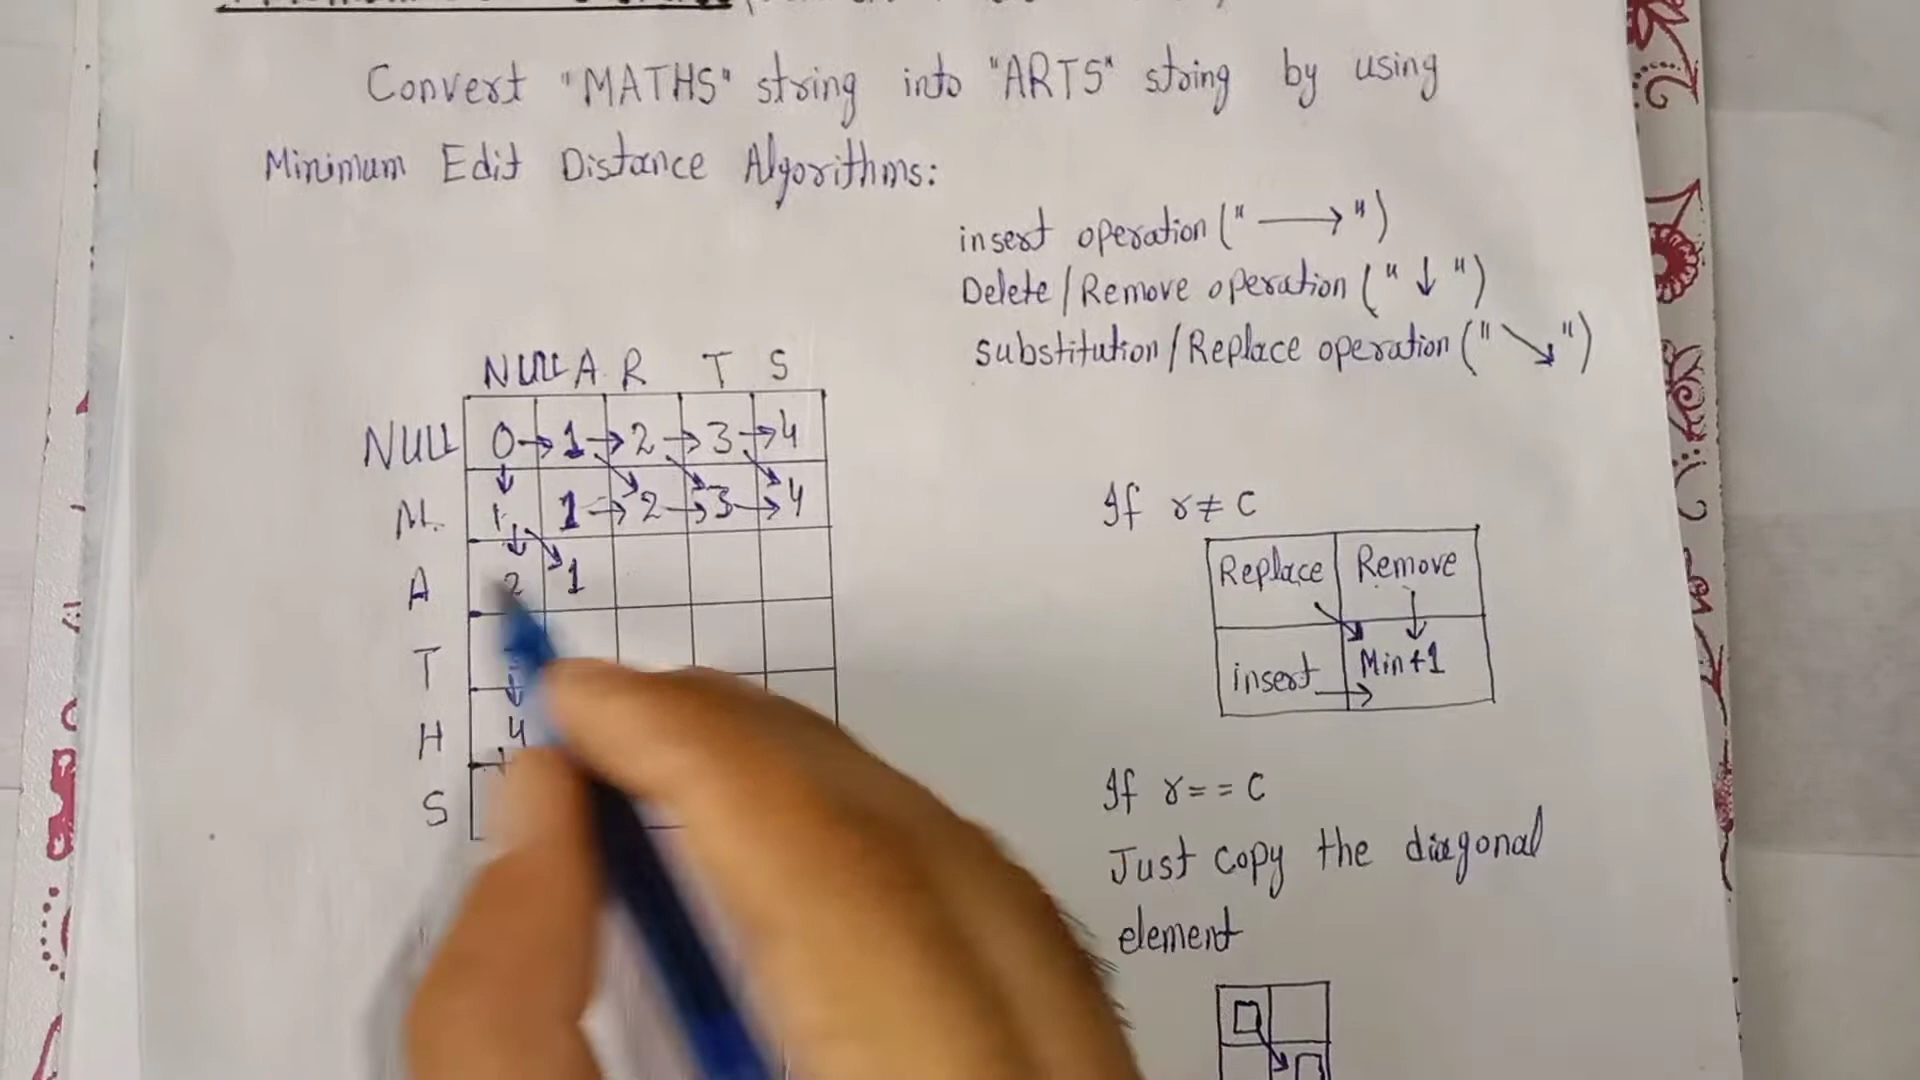 Convert "MATHS" string into "ARTS" string by using
Minimum Edit Distance Algorithms:
insert operation ("→")
Delete/Remove operation ("↓")
substitution/Replace operation ("↘")
NULL A R T S
NULL 0→1→2→3→4
M 1 1→2→3→4
A 2 1
T
H 4
S
If r≠C
Replace Remove
insert Min+1
If r==C
Just copy the diagonal
element